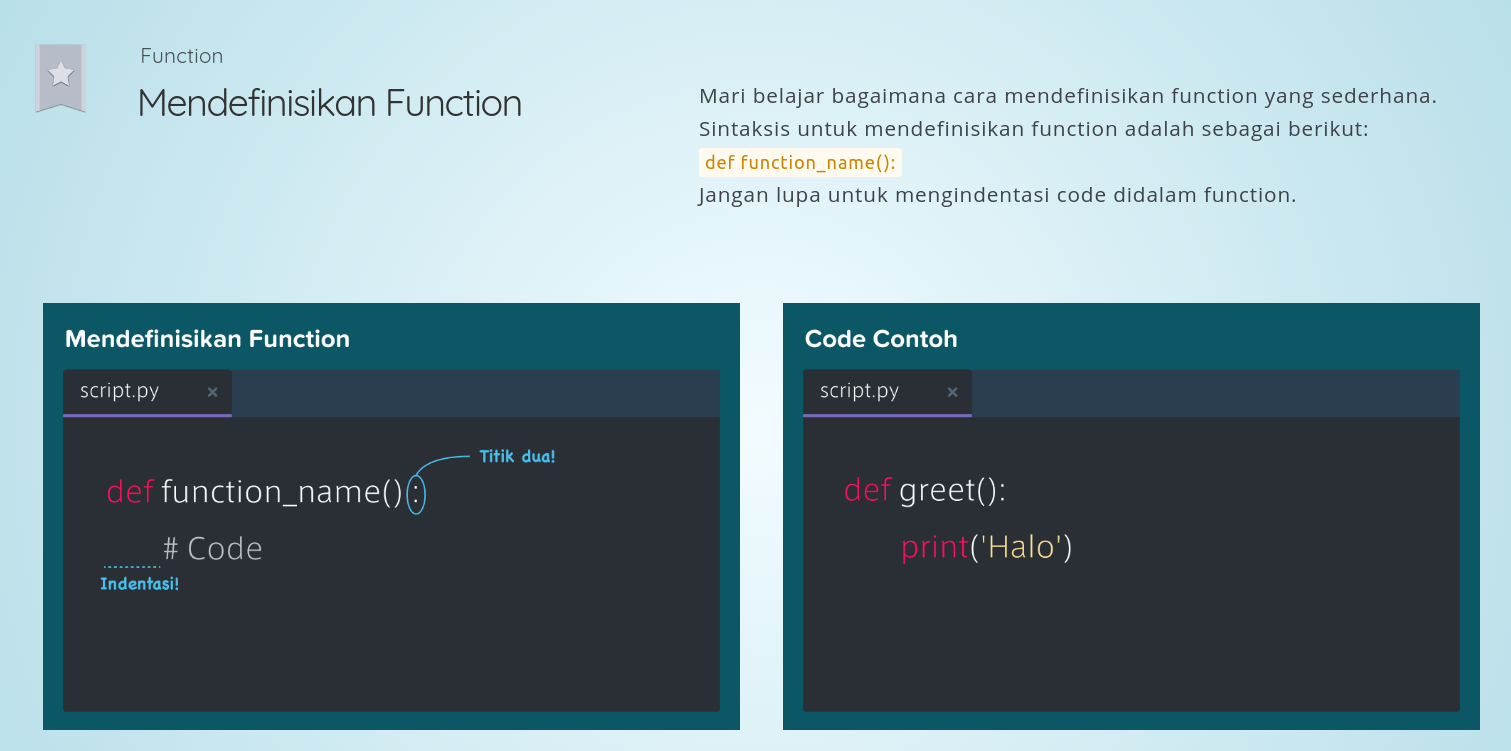 Function
Mendefinisikan Function
Mari belajar bagaimana cara mendefinisikan function yang sederhana.
Sintaksis untuk mendefinisikan function adalah sebagai berikut:
def function_name():
Jangan lupa untuk mengindentasi code didalam function.
Mendefinisikan Function
script.py ×
Titik dua!
def function_name():
# Code
Indentasi!
Code Contoh
script.py ×
def greet():
print('Halo')